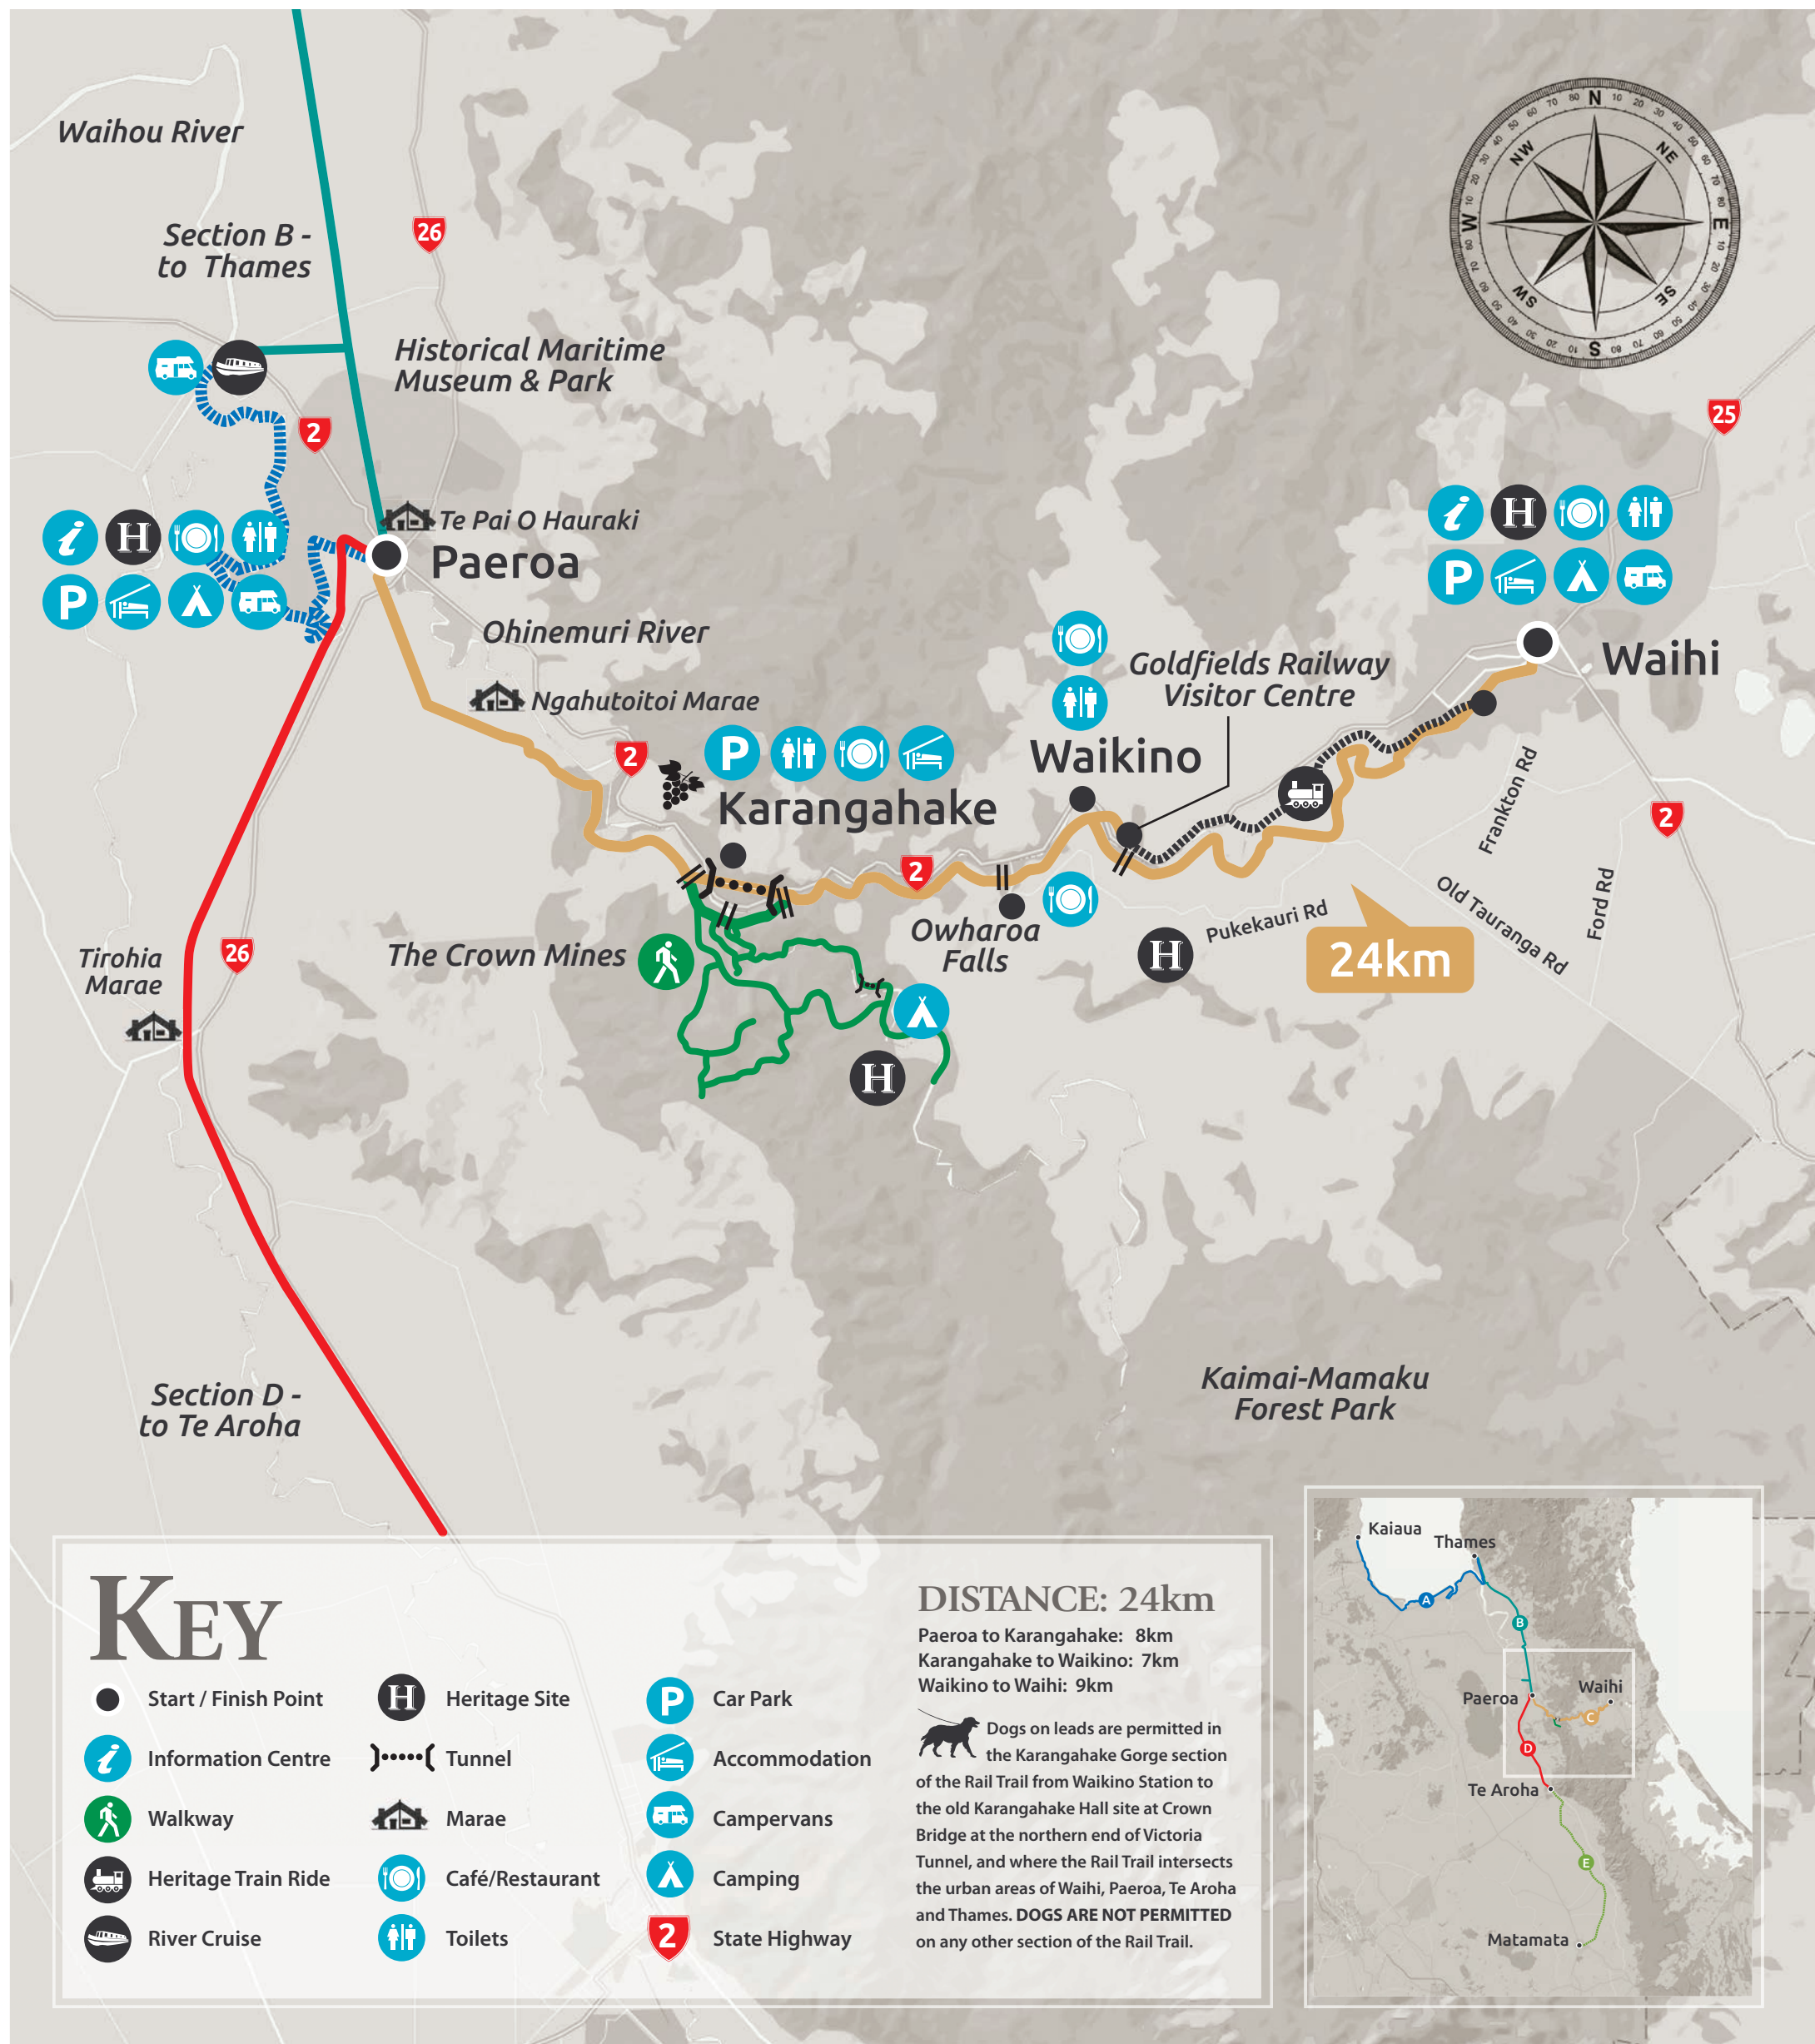 Waihou River
Section B -
to Thames
26
Historical Maritime
Museum & Park
2
N
NE
E
SE
S
SW
W
NW
25
Te Pai O Hauraki
Paeroa
i H
P
Ohinemuri River
Ngahutoitoi Marae
2
P
Karangahake
Waikino
Goldfields Railway
Visitor Centre
i H
P
Waihi
2
Frankton Rd
Old Tauranga Rd
Ford Rd
Pukekauri Rd
24km
2
Owharoa
Falls
H
The Crown Mines
H
Tirohia
Marae
26
Section D -
to Te Aroha
Kaimai-Mamaku
Forest Park
KEY
Start / Finish Point
i Information Centre
Walkway
Heritage Train Ride
River Cruise
H Heritage Site
Tunnel
Marae
Café/Restaurant
Toilets
P Car Park
Accommodation
Campervans
Camping
2 State Highway
DISTANCE: 24km
Paeroa to Karangahake: 8km
Karangahake to Waikino: 7km
Waikino to Waihi: 9km
Dogs on leads are permitted in
the Karangahake Gorge section
of the Rail Trail from Waikino Station to
the old Karangahake Hall site at Crown
Bridge at the northern end of Victoria
Tunnel, and where the Rail Trail intersects
the urban areas of Waihi, Paeroa, Te Aroha
and Thames. DOGS ARE NOT PERMITTED
on any other section of the Rail Trail.
Kaiaua
Thames
A
B
Paeroa
Waihi
C
D
Te Aroha
E
Matamata